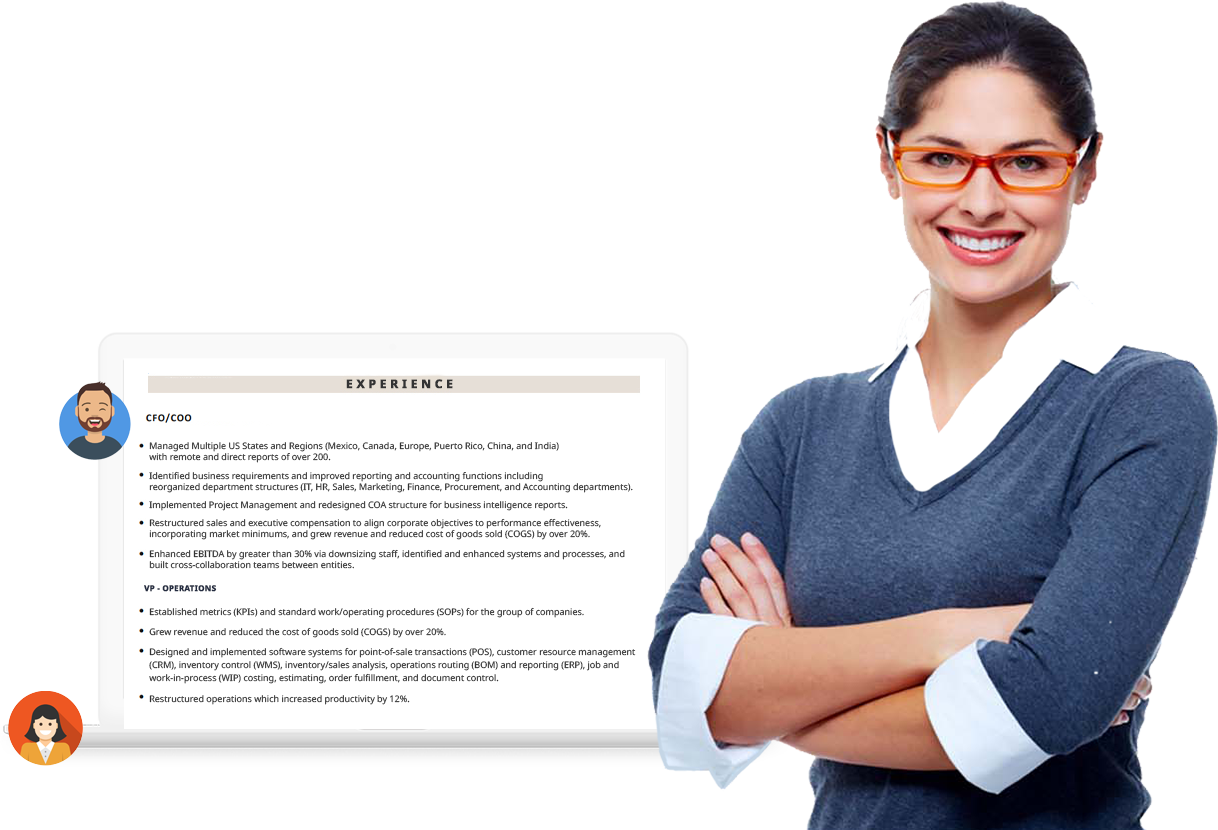 EXPERIENCE
CFO/COO
• Managed Multiple US States and Regions (Mexico, Canada, Europe, Puerto Rico, China, and India)
with remote and direct reports of over 200.
• Identified business requirements and improved reporting and accounting functions including
reorganized department structures (IT, HR, Sales, Marketing, Finance, Procurement, and Accounting departments).
• Implemented Project Management and redesigned COA structure for business intelligence reports.
• Restructured sales and executive compensation to align corporate objectives to performance effectiveness,
incorporating market minimums, and grew revenue and reduced cost of goods sold (COGS) by over 20%.
• Enhanced EBITDA by greater than 30% via downsizing staff, identified and enhanced systems and processes, and
built cross-collaboration teams between entities.
VP - OPERATIONS
• Established metrics (KPIs) and standard work/operating procedures (SOPs) for the group of companies.
• Grew revenue and reduced the cost of goods sold (COGS) by over 20%.
• Designed and implemented software systems for point-of-sale transactions (POS), customer resource management
(CRM), inventory control (WMS), inventory/sales analysis, operations routing (BOM) and reporting (ERP), job and
work-in-process (WIP) costing, estimating, order fulfillment, and document control.
• Restructured operations which increased productivity by 12%.